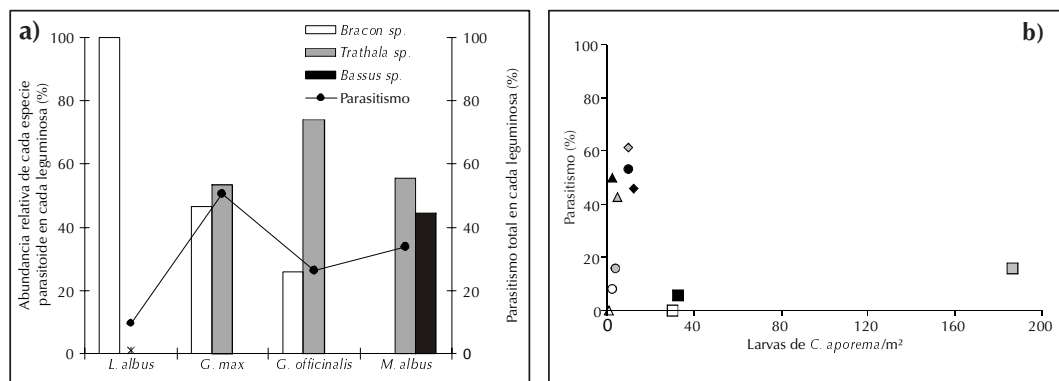 a)
Bracon sp.
Trathala sp.
Bassus sp.
Parasitismo
Abundancia relativa de cada especie
parasitoide en cada leguminosa (%)
100
80
60
40
20
0
100
80
60
40
20
0
Parasitismo total en cada leguminosa (%)
L. albus
G. max
G. officinalis
M. albus
b)
Parasitismo (%)
100
80
60
40
20
0
0
40
80
120
160
200
Larvas de C. aporema/m²